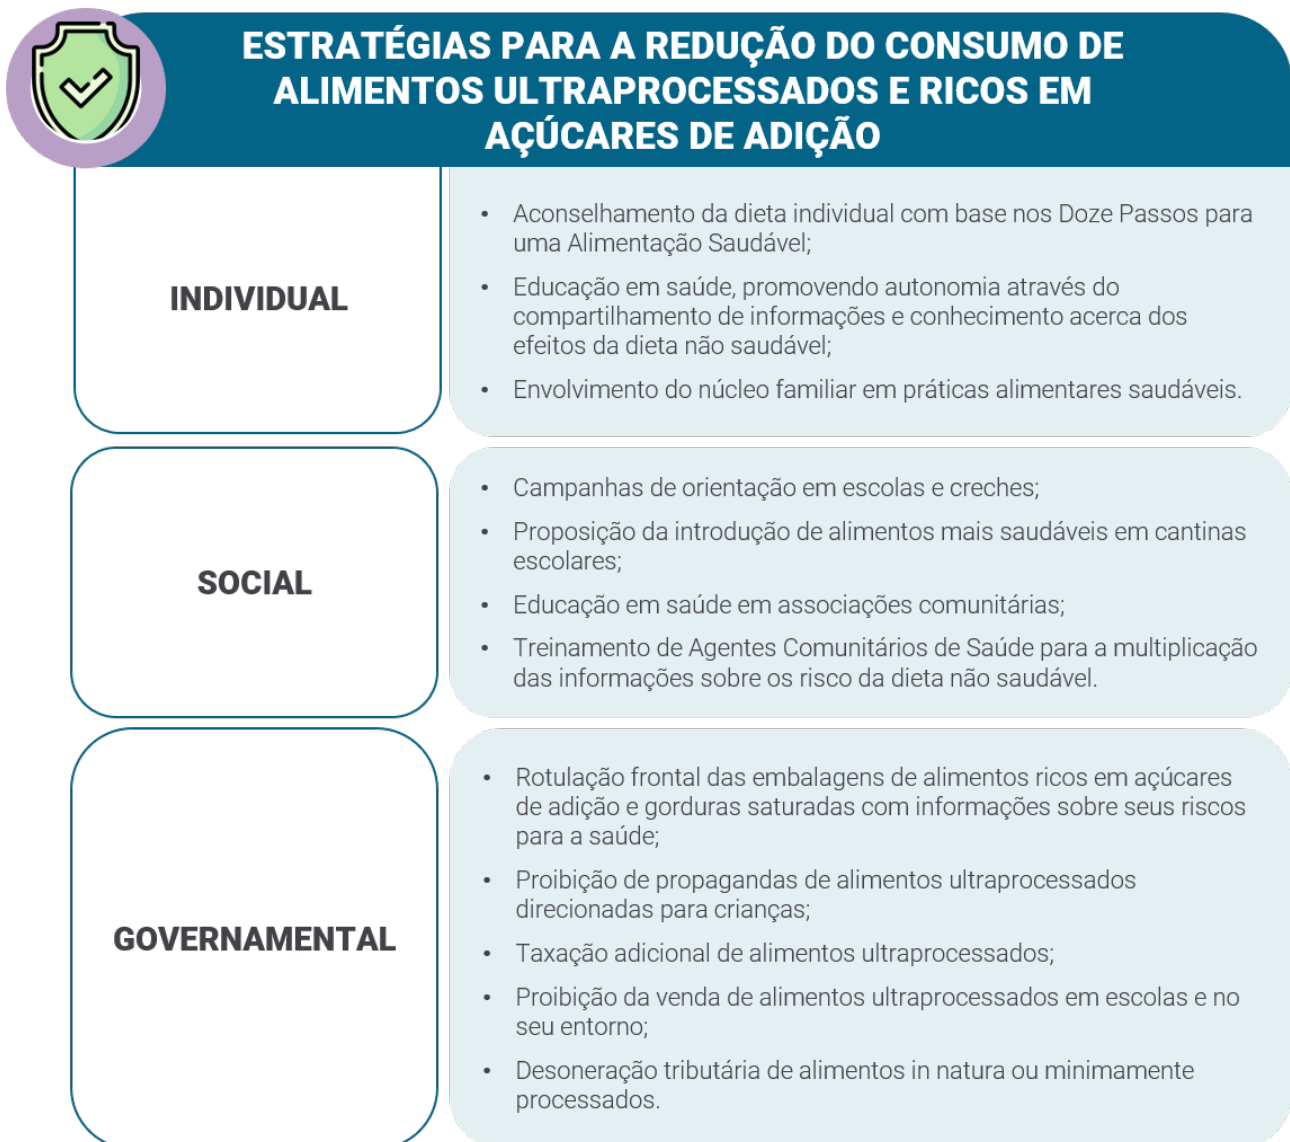 ESTRATÉGIAS PARA A REDUÇÃO DO CONSUMO DE
ALIMENTOS ULTRAPROCESSADOS E RICOS EM
AÇÚCARES DE ADIÇÃO
INDIVIDUAL
• Aconselhamento da dieta individual com base nos Doze Passos para
uma Alimentação Saudável;
• Educação em saúde, promovendo autonomia através do
compartilhamento de informações e conhecimento acerca dos
efeitos da dieta não saudável;
• Envolvimento do núcleo familiar em práticas alimentares saudáveis.
SOCIAL
• Campanhas de orientação em escolas e creches;
• Proposição da introdução de alimentos mais saudáveis em cantinas
escolares;
• Educação em saúde em associações comunitárias;
• Treinamento de Agentes Comunitários de Saúde para a multiplicação
das informações sobre os risco da dieta não saudável.
GOVERNAMENTAL
• Rotulação frontal das embalagens de alimentos ricos em açúcares
de adição e gorduras saturadas com informações sobre seus riscos
para a saúde;
• Proibição de propagandas de alimentos ultraprocessados
direcionadas para crianças;
• Taxação adicional de alimentos ultraprocessados;
• Proibição da venda de alimentos ultraprocessados em escolas e no
seu entorno;
• Desoneração tributária de alimentos in natura ou minimamente
processados.